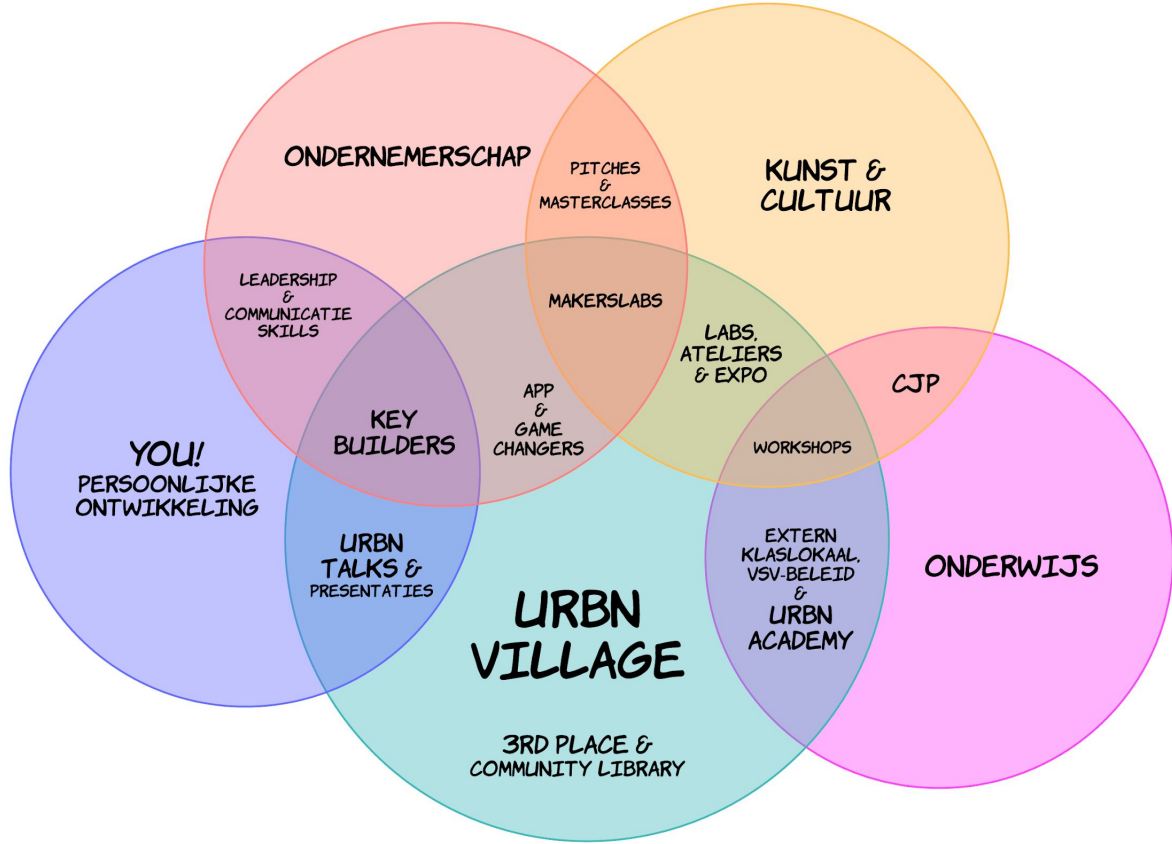 ONDERNEMERSCHAP
PITCHES
&
MASTERCLASSES
KUNST &
CULTUUR
LEADERSHIP
&
COMMUNICATIE
SKILLS
MAKERSLABS
LABS,
ATELIERS
& EXPO
CJP
APP
&
GAME
CHANGERS
KEY
BUILDERS
WORKSHOPS
YOU!
PERSOONLIJKE
ONTWIKKELING
URBN
TALKS &
PRESENTATIES
EXTERN
KLASLOKAAL,
VSV-BELEID
&
URBN
ACADEMY
ONDERWIJS
URBN
VILLAGE
3RD PLACE &
COMMUNITY LIBRARY